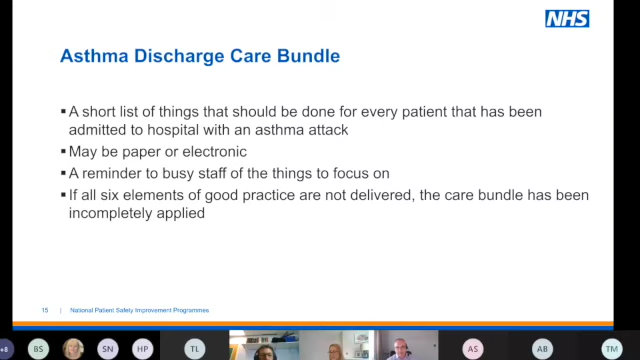 NHS
Asthma Discharge Care Bundle
▪ A short list of things that should be done for every patient that has been
admitted to hospital with an asthma attack
▪ May be paper or electronic
▪ A reminder to busy staff of the things to focus on
▪ If all six elements of good practice are not delivered, the care bundle has been
incompletely applied
15 | National Patient Safety Improvement Programmes
+8 BS SN HP TL AS AB TM